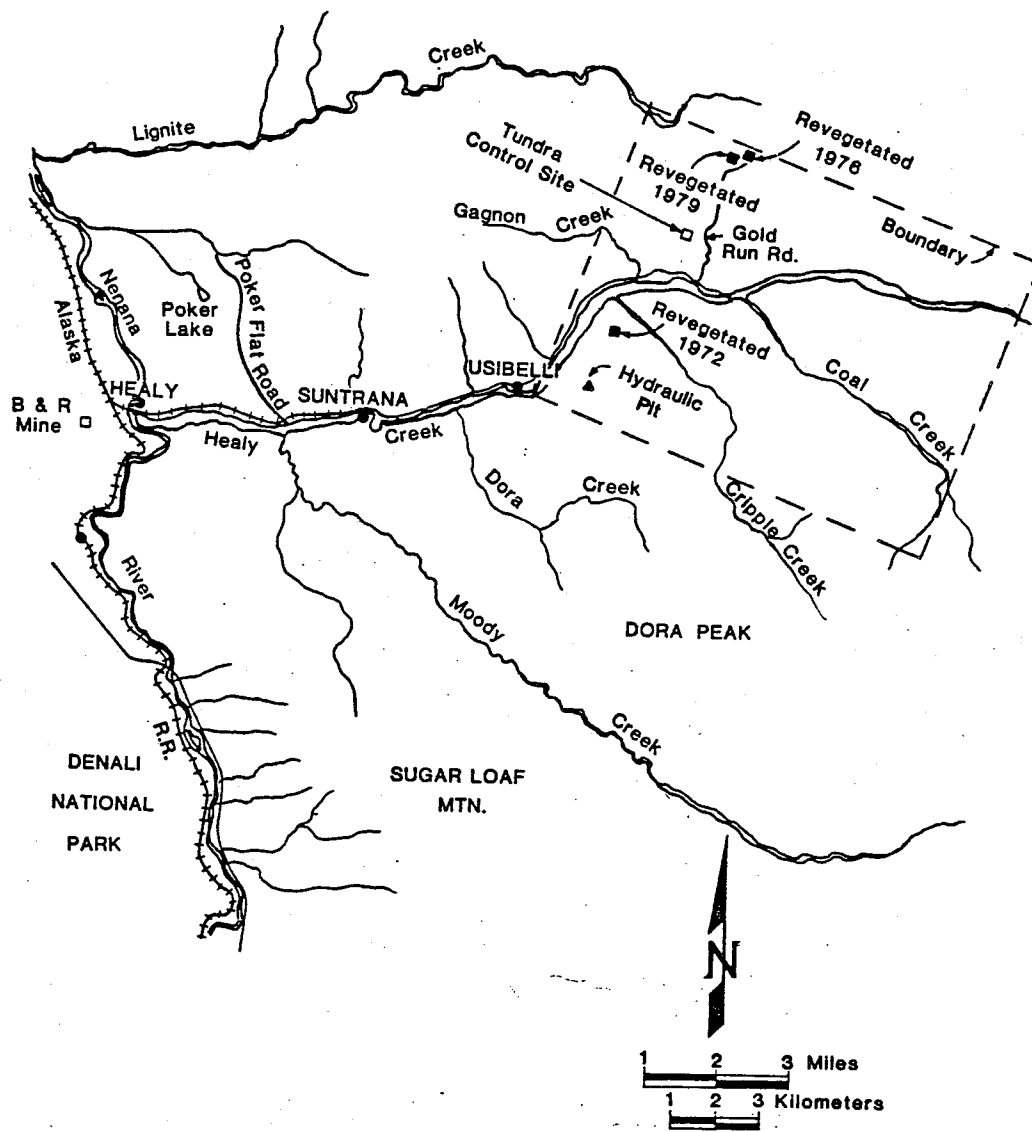 Creek
Lignite
Tundra
Control Site
Revegetated
1976
Revegetated
1979
Gagnon Creek
Gold
Run Rd.
Boundary
Nenana
Alaska
Poker
Lake
Poker Flat Road
Revegetated
1972
USIBELLI
HEALY
SUNTRANA
Hydraulic
Pit
Coal
Creek
B & R
Mine
Healy
Creek
Dora
Creek
Cripple Creek
River
Moody
DORA PEAK
Creek
R.R.
DENALI
NATIONAL
PARK
SUGAR LOAF
MTN.
N
1 2 3 Miles
1 2 3 Kilometers